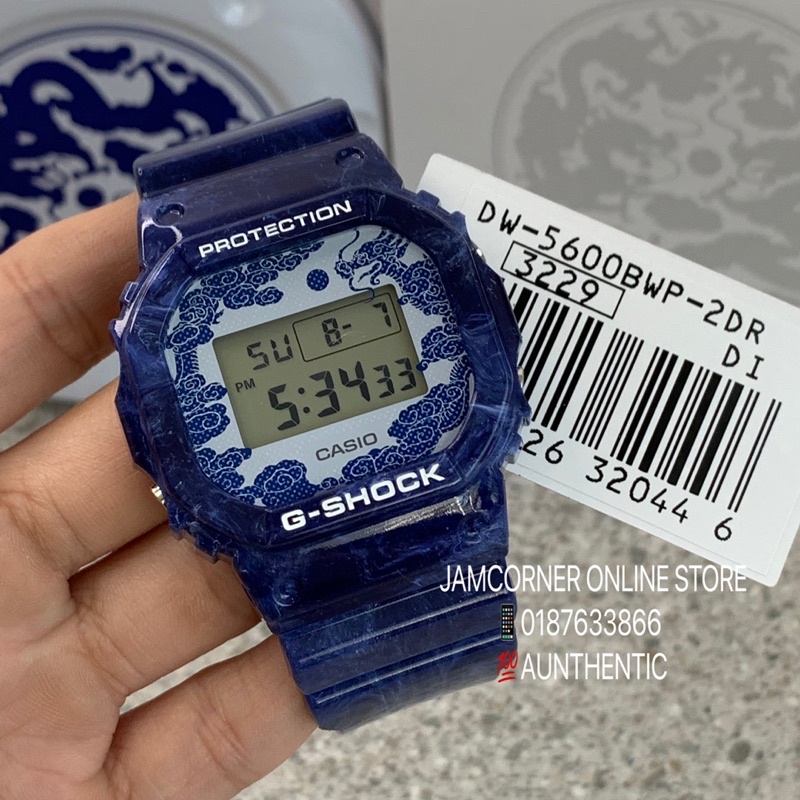 PROTECTION
SU 8- 7
PM 5:34 33
CASIO
G-SHOCK
DW-5600BWP-2DR
3229
DI
26 32044 6
JAMCORNER ONLINE STORE
📱0187633866
💯AUNTHENTIC